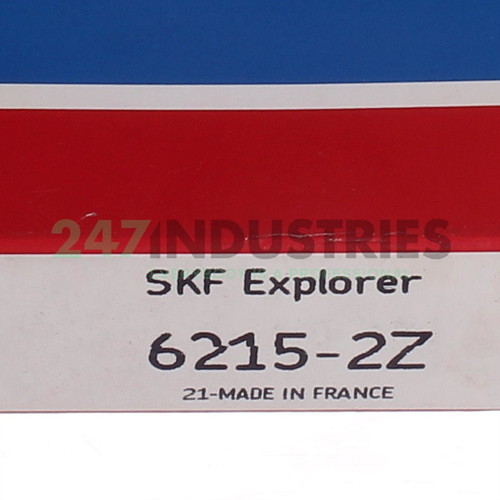 247INDUSTRIES
SKF Explorer
6215-2Z
21-MADE IN FRANCE